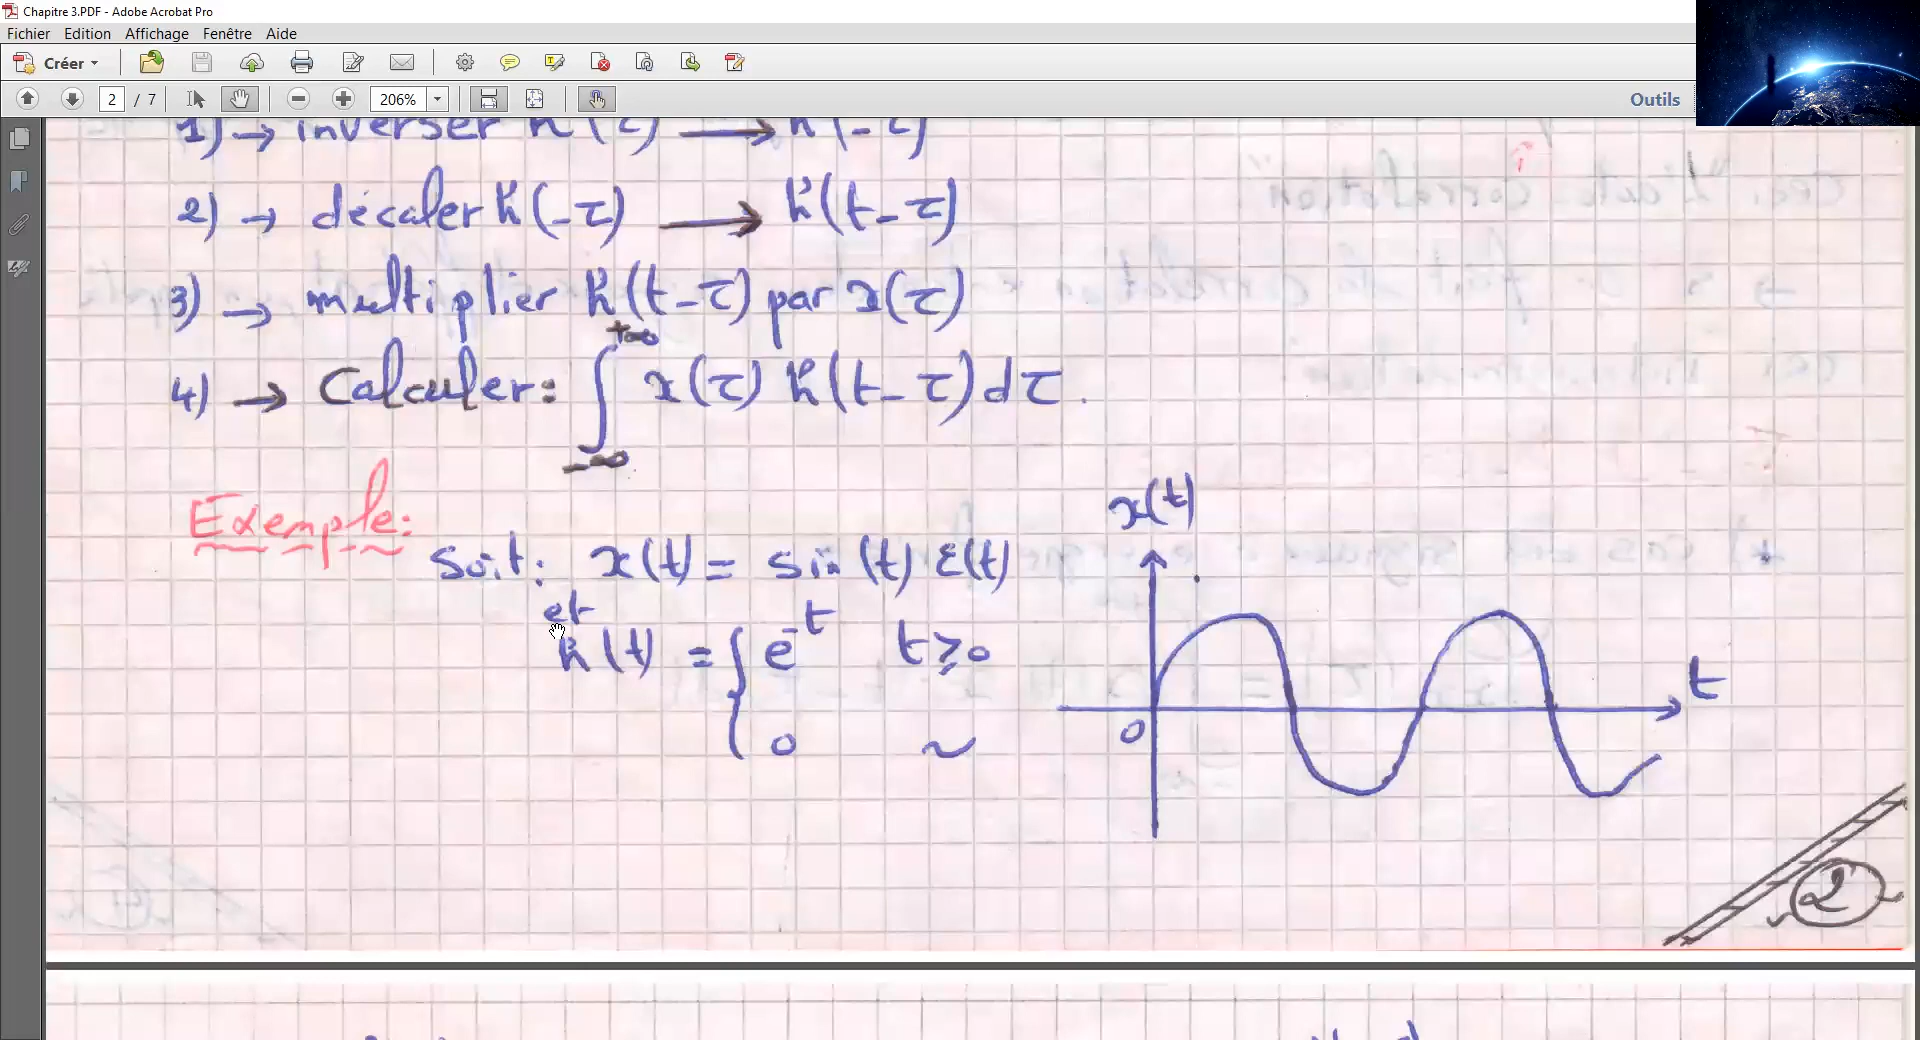 Chapitre 3.PDF - Adobe Acrobat Pro
Fichier Edition Affichage Fenêtre Aide
Créer
2 / 7 206% Outils
1) → inverser h(τ) → h(-τ)
2) → décaler h(-τ) → h(t-τ)
3) → multiplier h(t-τ) par x(τ)
4) → Calculer: ∫_{-∞}^{+∞} x(τ) h(t-τ) dτ.
Exemple:
Soit: x(t) = sin(t) ε(t)
et
h(t) = { e^{-t} t ≥ 0
0 ~
x(t)
t
0
2